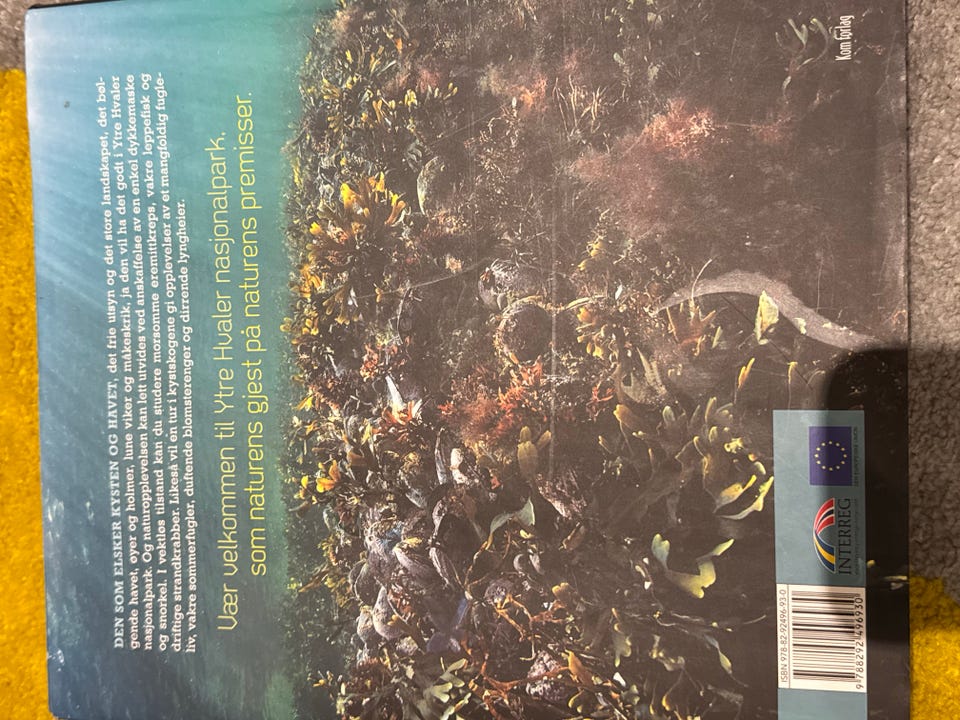 DEN SOM ELSKER KYSTEN OG HAVET, det frie utsyn og det store landskapet, det bøl-
gende havet, øyer og holmer, lune viker og måkeskrik, ja den vil ha det godt i Ytre Hvaler
nasjonalpark. Og naturopplevelsen kan lett utvides ved anskaffelse av en enkel dykkemaske
og snorkel. I vektløs tilstand kan du studere morsomme eremittkreps, vakre leppefisk og
driftige strandkrabber. Likeså vil en tur i kystskogene gi opplevelser av et mangfoldig fugle-
liv, vakre sommerfugler, duftende blomsterenger og dirrende lyngheier.
Vær velkommen til Ytre Hvaler nasjonalpark,
som naturens gjest på naturens premisser.
ISBN 978-82-92496-93-0
9 788292 496930
INTERREG
Kom forlag